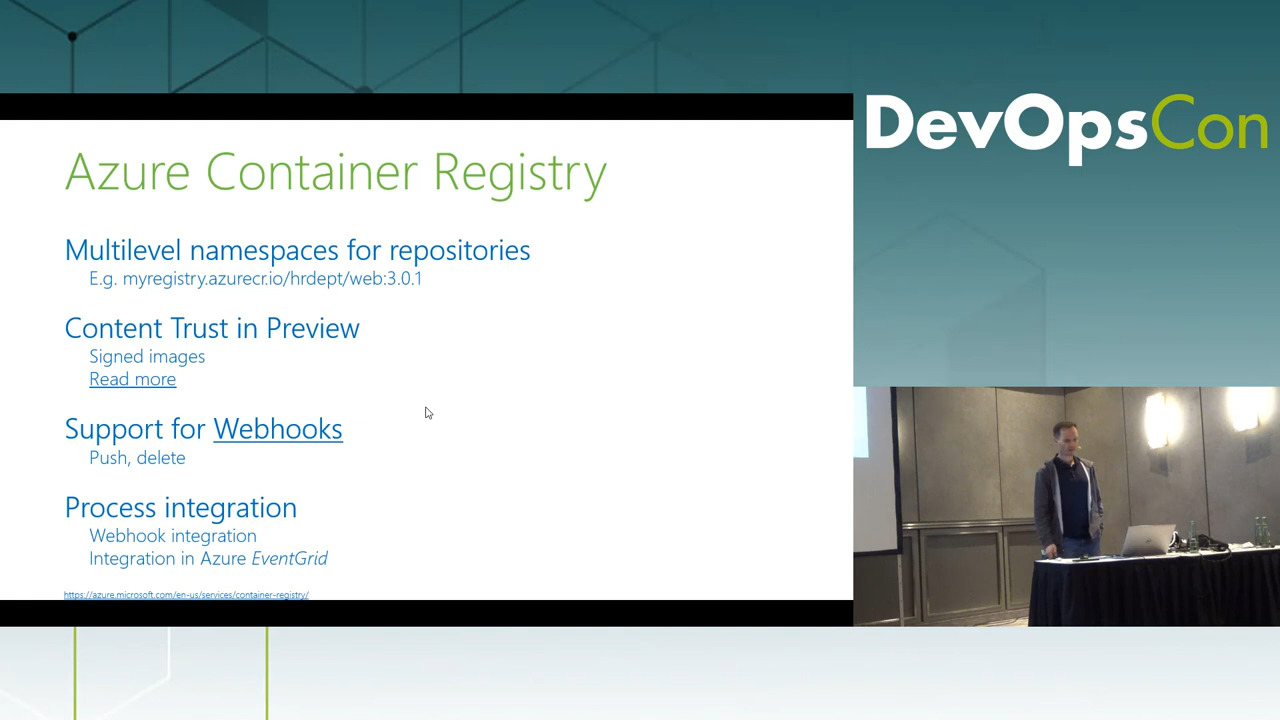 DevOpsCon
Azure Container Registry
Multilevel namespaces for repositories
E.g. myregistry.azurecr.io/hrdept/web:3.0.1
Content Trust in Preview
Signed images
Read more
Support for Webhooks
Push, delete
Process integration
Webhook integration
Integration in Azure EventGrid
https://azure.microsoft.com/en-us/services/container-registry/